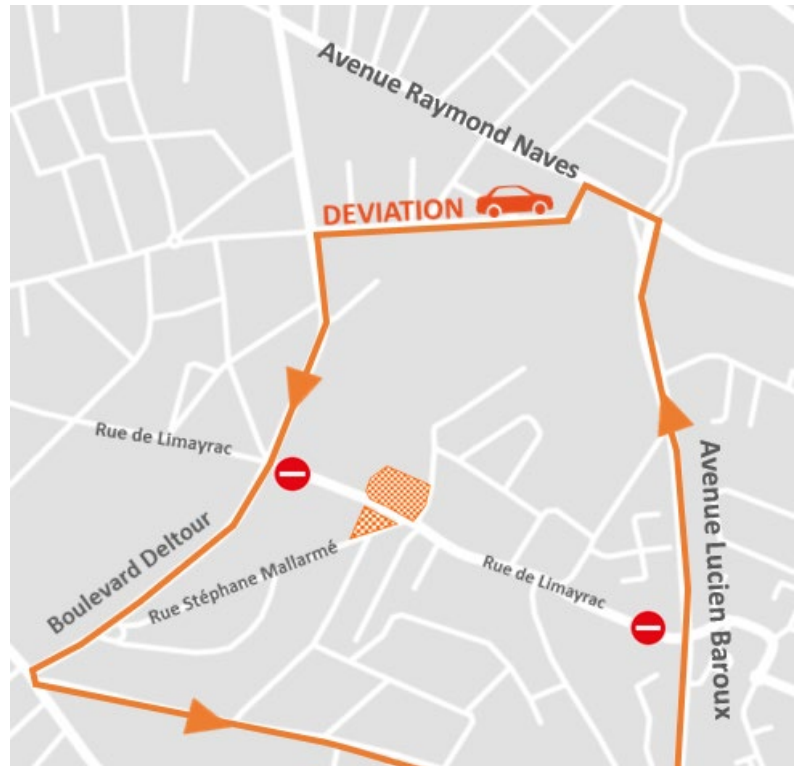 Avenue Raymond Naves
DEVIATION
Rue de Limayrac
Boulevard Deltour
Rue Stéphane Mallarmé
Rue de Limayrac
Avenue Lucien Baroux